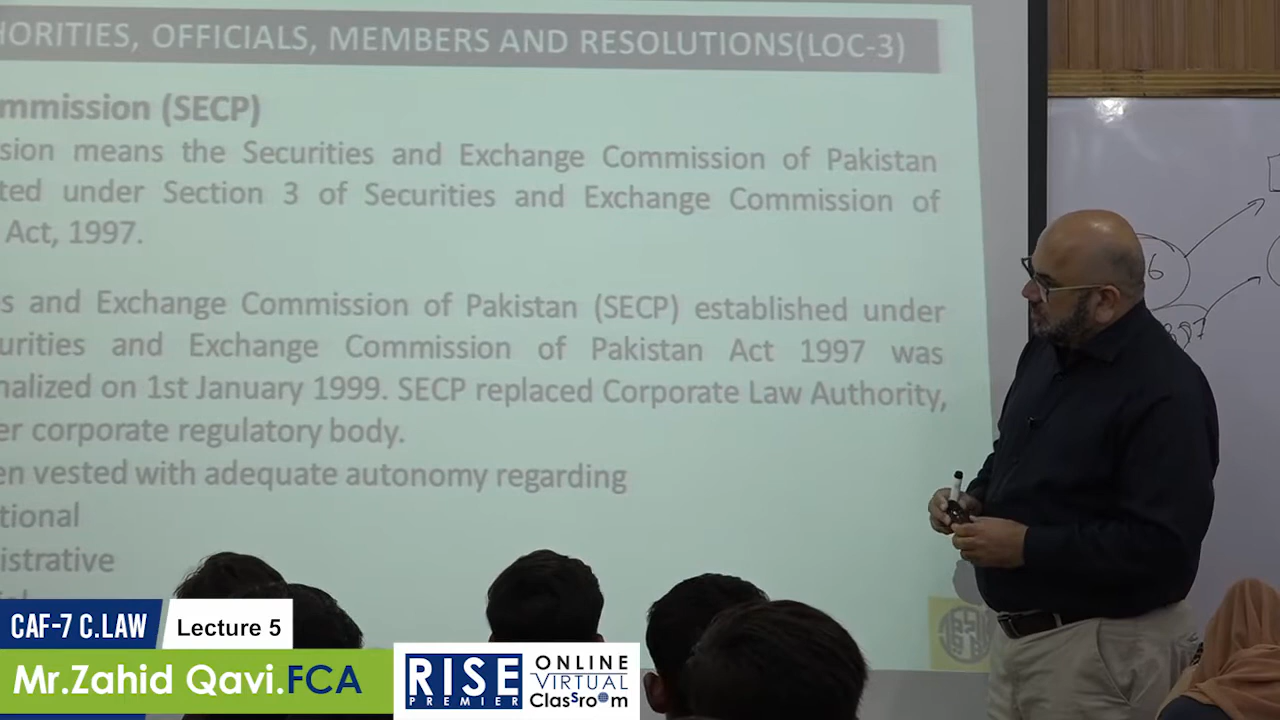 HORITIES, OFFICIALS, MEMBERS AND RESOLUTIONS(LOC-3)
mmission (SECP)
sion means the Securities and Exchange Commission of Pakistan
ted under Section 3 of Securities and Exchange Commission of
Act, 1997.
s and Exchange Commission of Pakistan (SECP) established under
urities and Exchange Commission of Pakistan Act 1997 was
nalized on 1st January 1999. SECP replaced Corporate Law Authority,
er corporate regulatory body.
en vested with adequate autonomy regarding
tional
istrative
6
CAF-7 C.LAW
Lecture 5
Mr.Zahid Qavi.FCA
RISE
PREMIER
ONLINE
VIRTUAL
Classroom